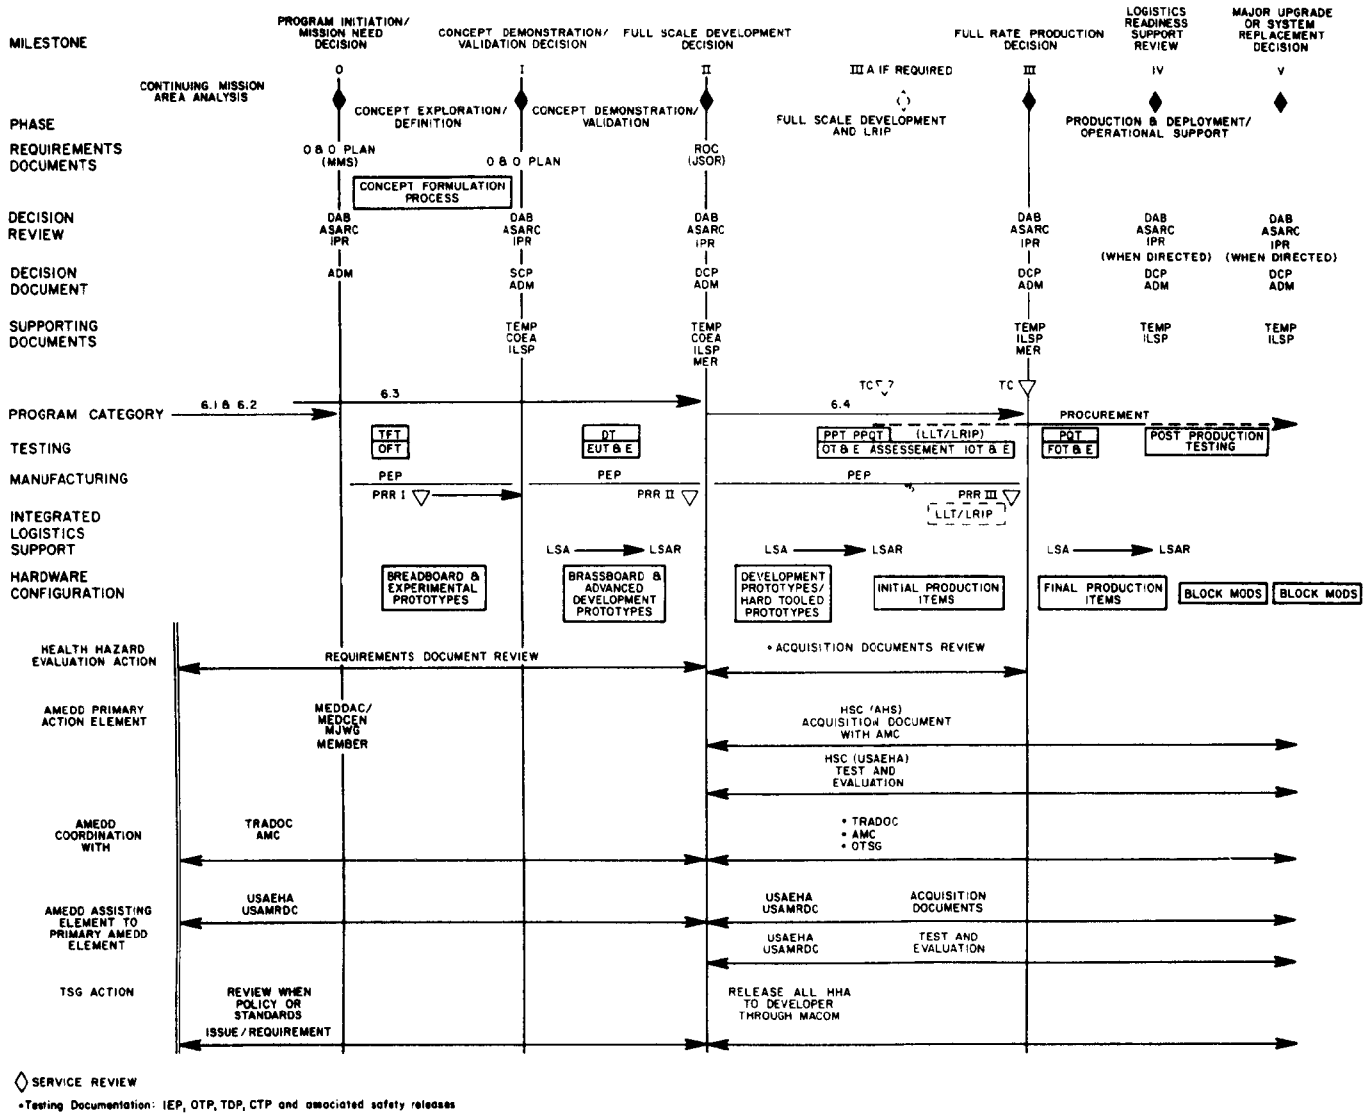 MILESTONE
PROGRAM INITIATION/
MISSION NEED
DECISION
CONCEPT DEMONSTRATION/
VALIDATION DECISION
FULL SCALE DEVELOPMENT
DECISION
FULL RATE PRODUCTION
DECISION
LOGISTICS
READINESS
SUPPORT
REVIEW
MAJOR UPGRADE
OR SYSTEM
REPLACEMENT
DECISION
O
I
II
III A IF REQUIRED
III
IV
V
CONTINUING MISSION
AREA ANALYSIS
PHASE
CONCEPT EXPLORATION/
DEFINITION
CONCEPT DEMONSTRATION/
VALIDATION
FULL SCALE DEVELOPMENT
AND LRIP
PRODUCTION & DEPLOYMENT/
OPERATIONAL SUPPORT
REQUIREMENTS
DOCUMENTS
O & O PLAN
(MMS)
O & O PLAN
ROC
(JSOR)
CONCEPT FORMULATION
PROCESS
DECISION
REVIEW
DAB
ASARC
IPR
DAB
ASARC
IPR
DAB
ASARC
IPR
DAB
ASARC
IPR
DAB
ASARC
IPR
(WHEN DIRECTED)
DAB
ASARC
IPR
(WHEN DIRECTED)
DECISION
DOCUMENT
ADM
SCP
ADM
DCP
ADM
DCP
ADM
DCP
ADM
DCP
ADM
SUPPORTING
DOCUMENTS
TEMP
COEA
ILSP
TEMP
COEA
ILSP
MER
TEMP
ILSP
MER
TEMP
ILSP
TEMP
ILSP
PROGRAM CATEGORY
6.1 & 6.2
6.3
6.4
TC
TC
PROCUREMENT
TESTING
TFT
OFT
DT
EUT & E
PPT PPQT (LLT/LRIP)
OT & E ASSESSEMENT IOT & E
PQT
FOT & E
POST PRODUCTION
TESTING
MANUFACTURING
PEP
PRR I
PEP
PRR II
PEP
PRR III
LLT/LRIP
INTEGRATED
LOGISTICS
SUPPORT
LSA LSAR
LSA LSAR
LSA LSAR
HARDWARE
CONFIGURATION
BREADBOARD &
EXPERIMENTAL
PROTOTYPES
BRASSBOARD &
ADVANCED
DEVELOPMENT
PROTOTYPES
DEVELOPMENT
PROTOTYPES/
HARD TOOLED
PROTOTYPES
INITIAL PRODUCTION
ITEMS
FINAL PRODUCTION
ITEMS
BLOCK MODS
BLOCK MODS
HEALTH HAZARD
EVALUATION ACTION
REQUIREMENTS DOCUMENT REVIEW
• ACQUISITION DOCUMENTS REVIEW
AMEDD PRIMARY
ACTION ELEMENT
MEDDAC/
MEDCEN
MJWG
MEMBER
HSC (AHS)
ACQUISITION DOCUMENT
WITH AMC
HSC (USAEHA)
TEST AND
EVALUATION
AMEDD
COORDINATION
WITH
TRADOC
AMC
• TRADOC
• AMC
• OTSG
AMEDD ASSISTING
ELEMENT TO
PRIMARY AMEDD
ELEMENT
USAEHA
USAMRDC
USAEHA
USAMRDC
ACQUISITION
DOCUMENTS
USAEHA
USAMRDC
TEST AND
EVALUATION
TSG ACTION
REVIEW WHEN
POLICY OR
STANDARDS
ISSUE/REQUIREMENT
RELEASE ALL HHA
TO DEVELOPER
THROUGH MACOM
SERVICE REVIEW
•Testing Documentation: IEP, OTP, TDP, CTP and associated safety releases